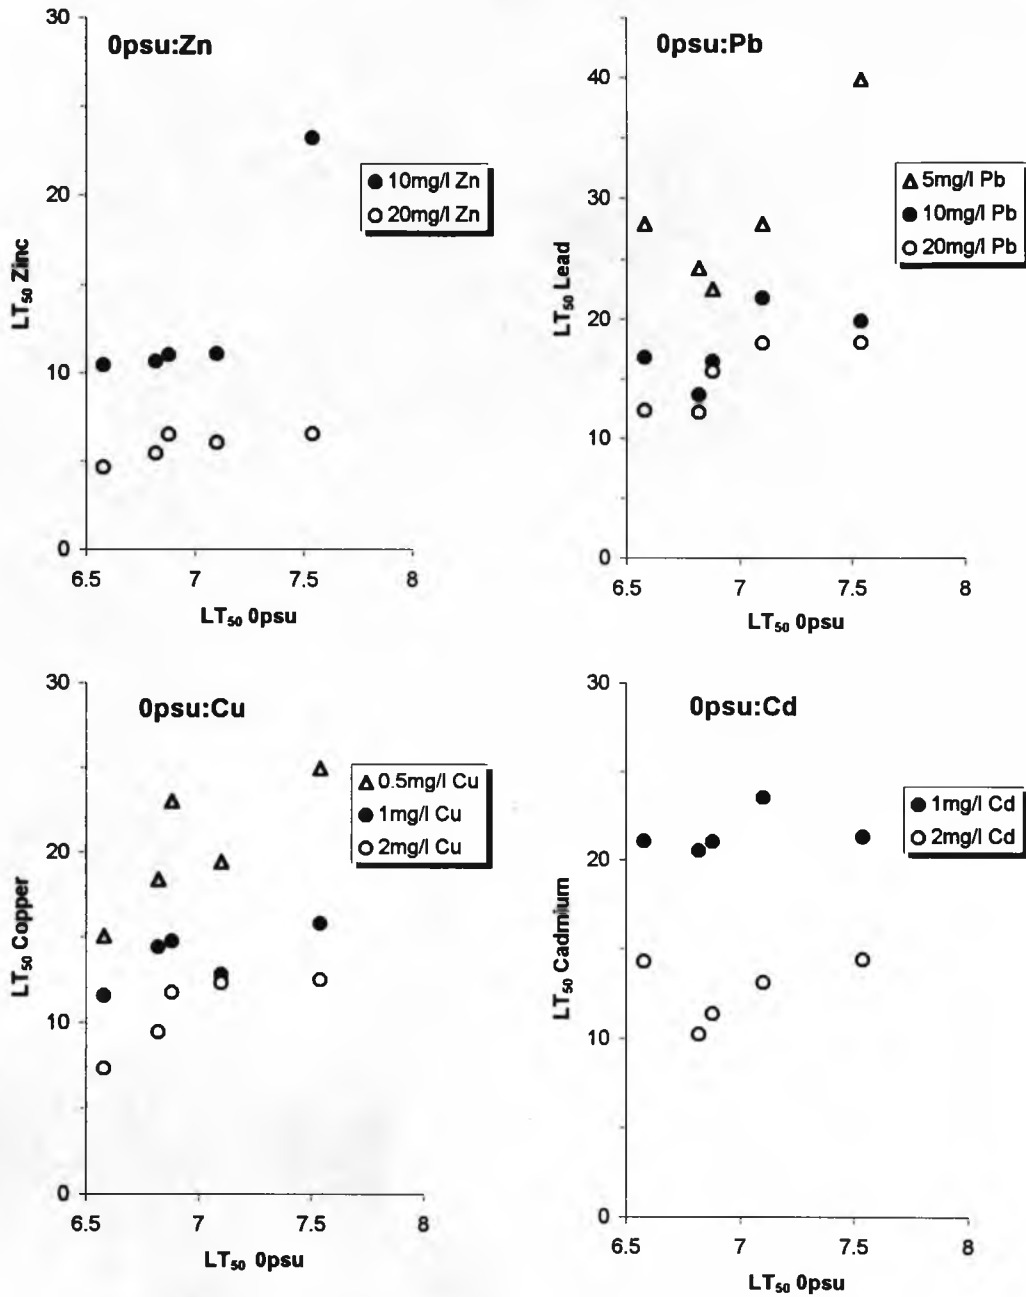 0psu:Zn
30
20
10
0
LT50 Zinc
6.5 7 7.5 8
LT50 0psu
10mg/l Zn
20mg/l Zn
0psu:Pb
40
30
20
10
0
LT50 Lead
6.5 7 7.5 8
LT50 0psu
5mg/l Pb
10mg/l Pb
20mg/l Pb
0psu:Cu
30
20
10
0
LT50 Copper
6.5 7 7.5 8
LT50 0psu
0.5mg/l Cu
1mg/l Cu
2mg/l Cu
0psu:Cd
30
20
10
0
LT50 Cadmium
6.5 7 7.5 8
LT50 0psu
1mg/l Cd
2mg/l Cd